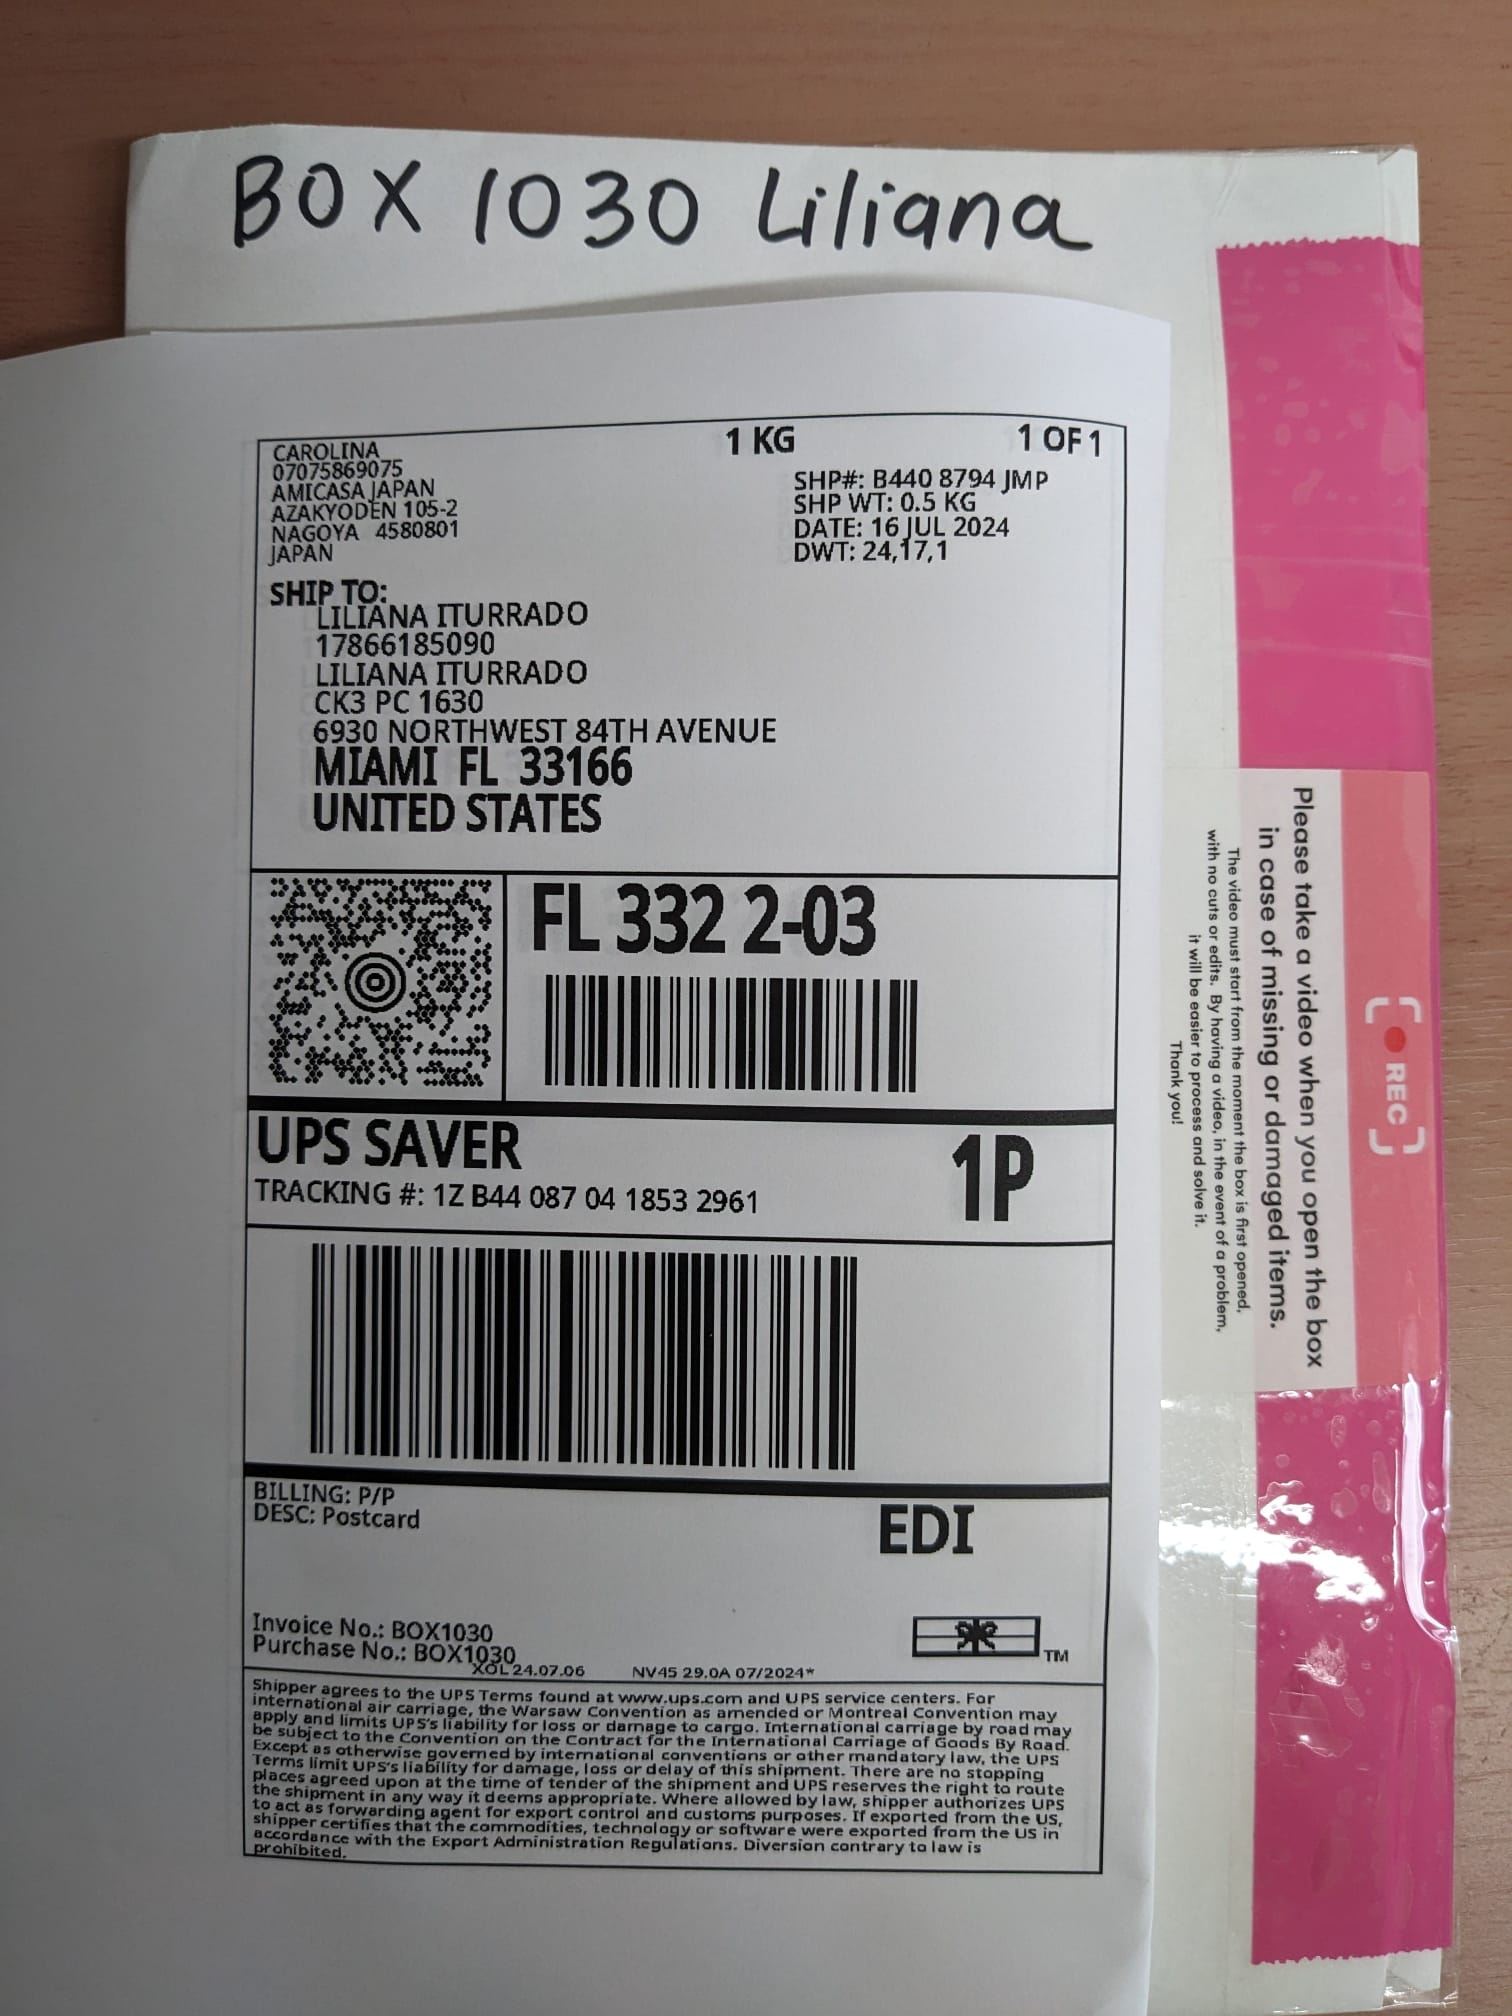 BOX 1030 Liliana
CAROLINA
07075869075
AMICASA JAPAN
AZAKYODEN 105-2
NAGOYA 4580801
JAPAN
1 KG
1 OF 1
SHP#: B440 8794 JMP
SHP WT: 0.5 KG
DATE: 16 JUL 2024
DWT: 24,17,1
SHIP TO:
LILIANA ITURRADO
17866185090
LILIANA ITURRADO
CK3 PC 1630
6930 NORTHWEST 84TH AVENUE
MIAMI FL 33166
UNITED STATES
FL 332 2-03
UPS SAVER
TRACKING #: 1Z B44 087 04 1853 2961
1P
BILLING: P/P
DESC: Postcard
EDI
Invoice No.: BOX1030
Purchase No.: BOX1030
XOL 24.07.06 NV45 29.0A 07/2024*
TM
Shipper agrees to the UPS Terms found at www.ups.com and UPS service centers. For
international air carriage, the Warsaw Convention as amended or Montreal Convention may
apply and limits UPS's liability for loss or damage to cargo. International carriage by road may
be subject to the Convention on the Contract for the International Carriage of Goods By Road.
Except as otherwise governed by international conventions or other mandatory law, the UPS
Terms limit UPS's liability for damage, loss or delay of this shipment. There are no stopping
places agreed upon at the time of tender of the shipment and UPS reserves the right to route
the shipment in any way it deems appropriate. Where allowed by law, shipper authorizes UPS
to act as forwarding agent for export control and customs purposes. If exported from the US,
shipper certifies that the commodities, technology or software were exported from the US in
accordance with the Export Administration Regulations. Diversion contrary to law is
prohibited.
REC
Please take a video when you open the box
in case of missing or damaged items.
The video must start from the moment the box is first opened,
with no cuts or edits. By having a video, in the event of a problem,
it will be easier to process and solve it.
Thank you!